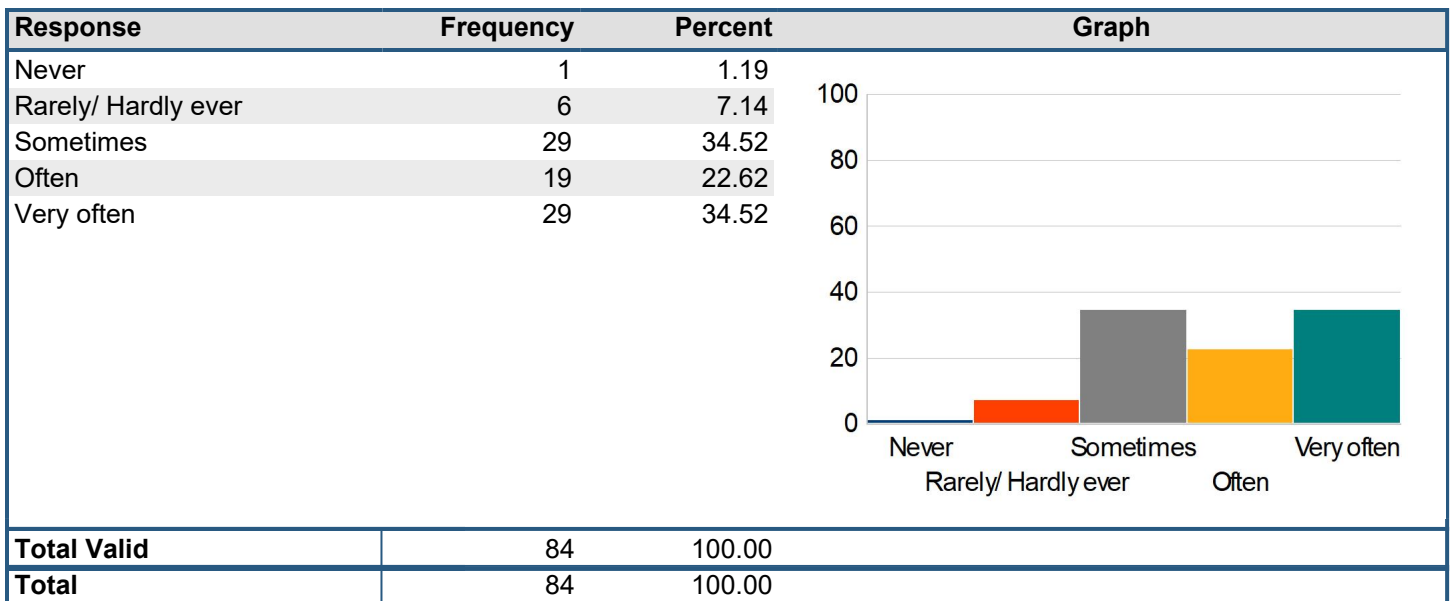 Response Frequency Percent Graph
Never 1 1.19
Rarely/ Hardly ever 6 7.14
Sometimes 29 34.52
Often 19 22.62
Very often 29 34.52
100
80
60
40
20
0
Never Sometimes Very often
Rarely/ Hardly ever Often
Total Valid 84 100.00
Total 84 100.00